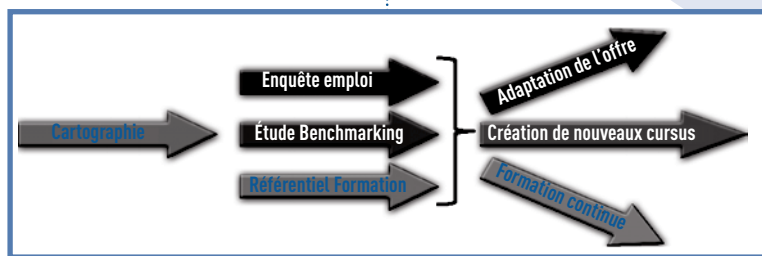 Cartographie
Enquête emploi
Étude Benchmarking
Référentiel Formation
Adaptation de l'offre
Création de nouveaux cursus
Formation continue